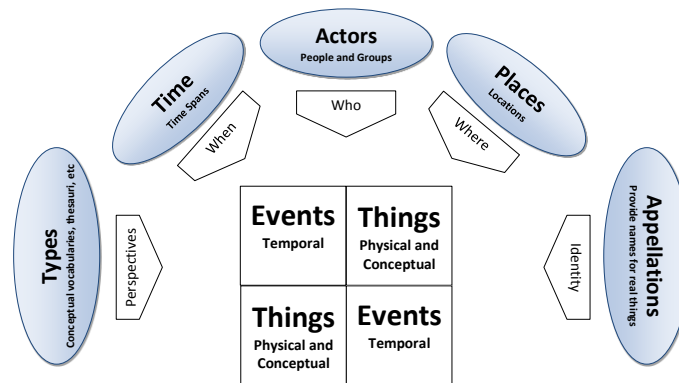 Actors
People and Groups
Time
Time Spans
Places
Locations
Who
When
Where
Types
Conceptual vocabularies, thesauri, etc
Perspectives
Events
Temporal
Things
Physical and
Conceptual
Things
Physical and
Conceptual
Events
Temporal
Identity
Appellations
Provide names for real things